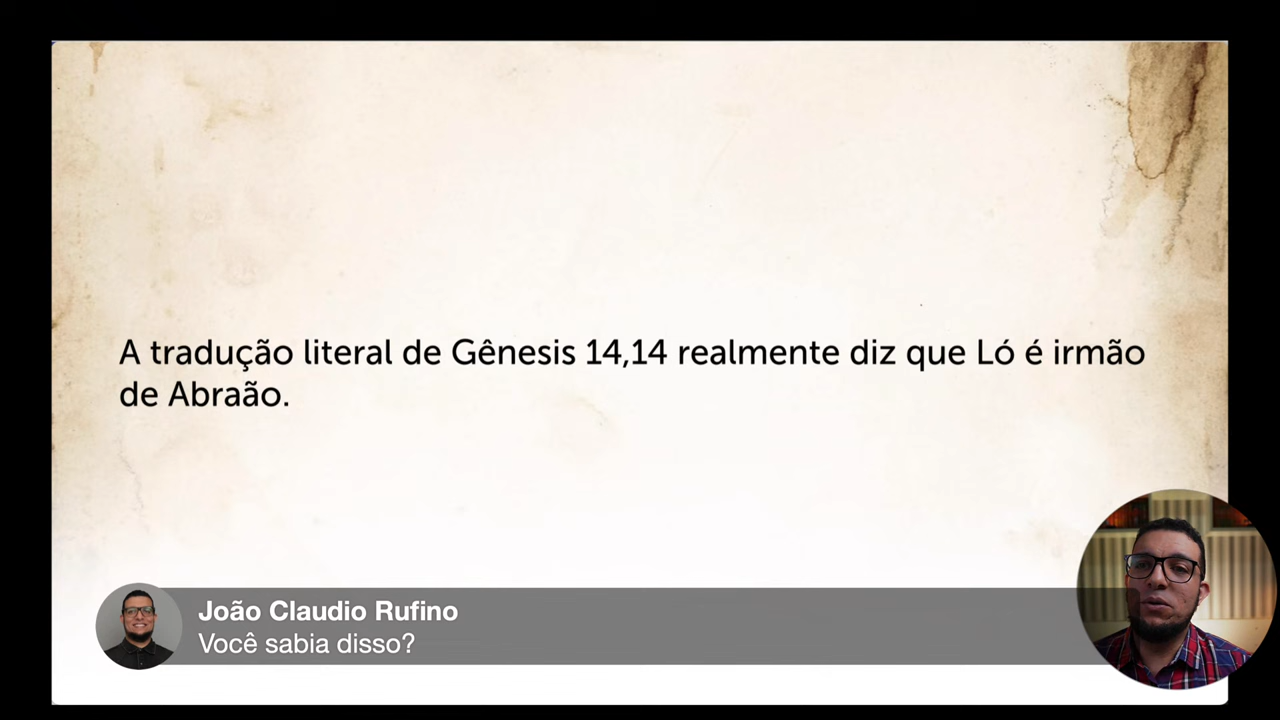 A tradução literal de Gênesis 14,14 realmente diz que Ló é irmão
de Abraão.
João Claudio Rufino
Você sabia disso?